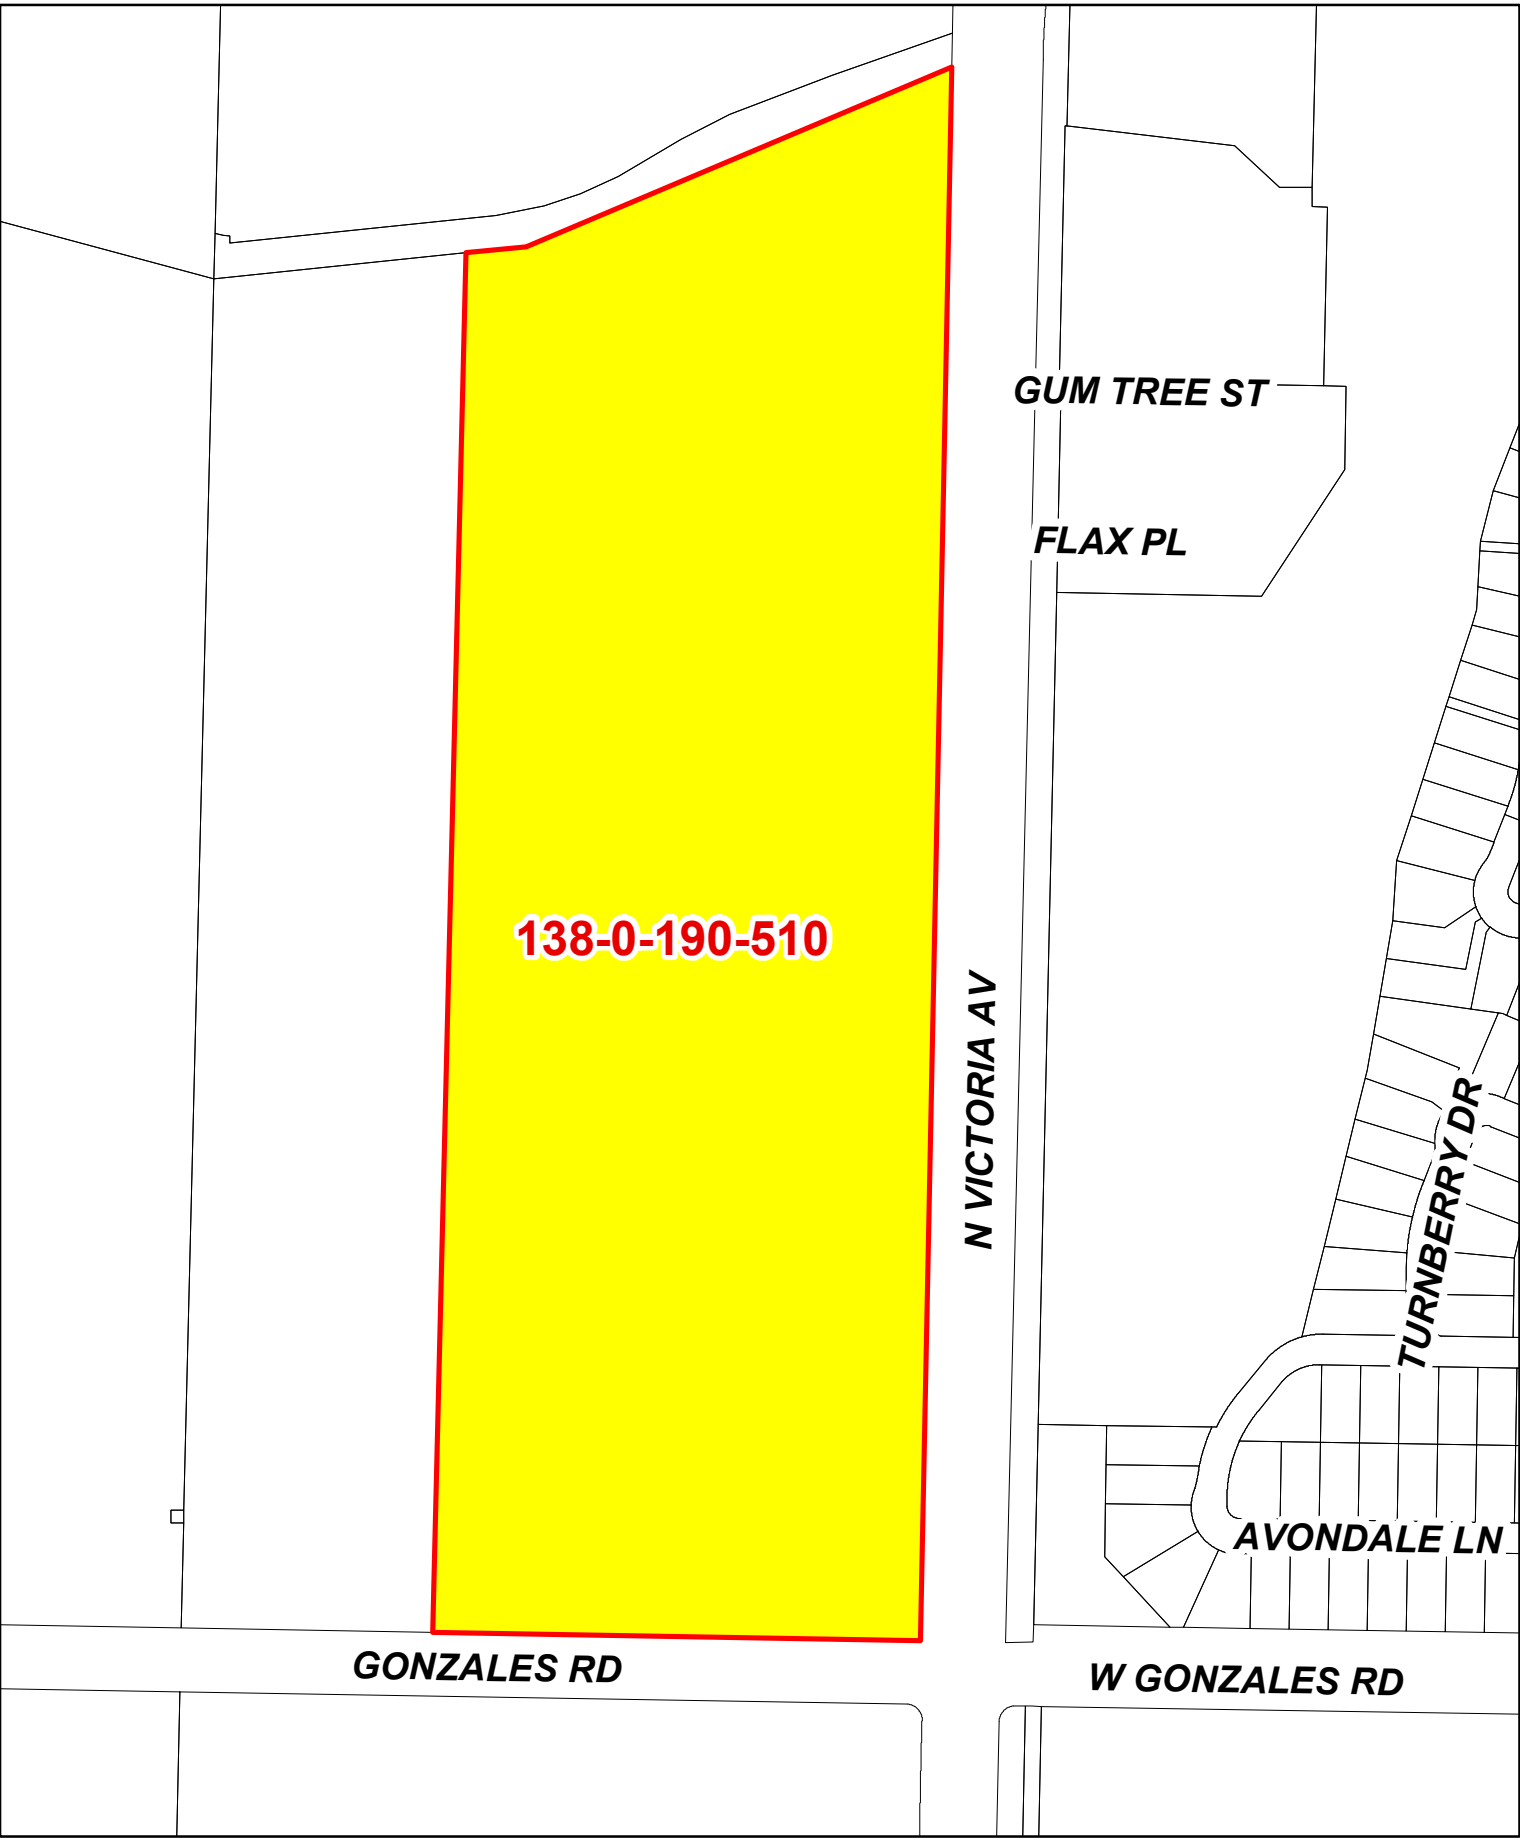 GUM TREE ST
FLAX PL
138-0-190-510
N VICTORIA AV
TURNBERRY DR
AVONDALE LN
GONZALES RD
W GONZALES RD